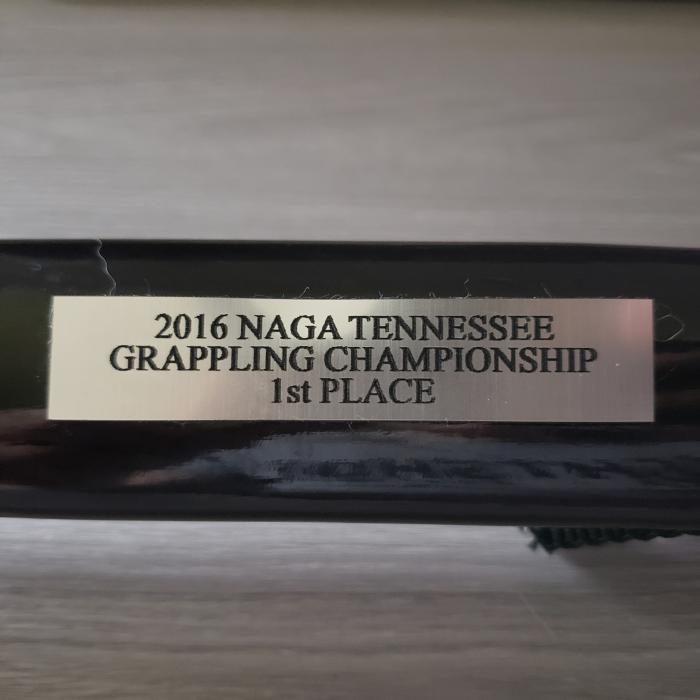 2016 NAGA TENNESSEE
GRAPPLING CHAMPIONSHIP
1st PLACE